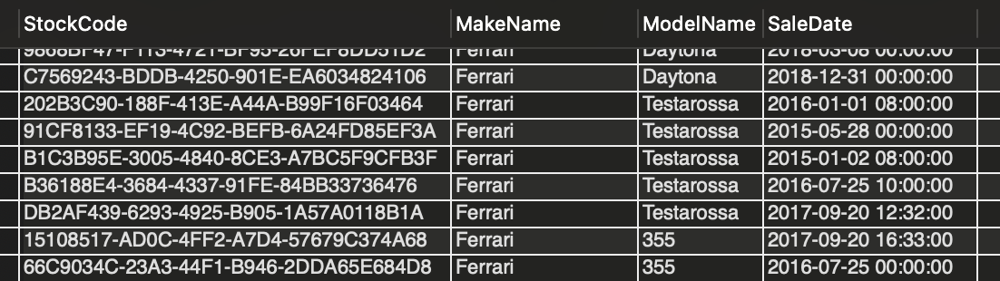 StockCode MakeName ModelName SaleDate
9868BF47-F113-4721-BF95-26FEF8DD51D2 Ferrari Daytona 2018-03-08 00:00:00
C7569243-BDDB-4250-901E-EA6034824106 Ferrari Daytona 2018-12-31 00:00:00
202B3C90-188F-413E-A44A-B99F16F03464 Ferrari Testarossa 2016-01-01 08:00:00
91CF8133-EF19-4C92-BEFB-6A24FD85EF3A Ferrari Testarossa 2015-05-28 00:00:00
B1C3B95E-3005-4840-8CE3-A7BC5F9CFB3F Ferrari Testarossa 2015-01-02 08:00:00
B36188E4-3684-4337-91FE-84BB33736476 Ferrari Testarossa 2016-07-25 10:00:00
DB2AF439-6293-4925-B905-1A57A0118B1A Ferrari Testarossa 2017-09-20 12:32:00
15108517-AD0C-4FF2-A7D4-57679C374A68 Ferrari 355 2017-09-20 16:33:00
66C9034C-23A3-44F1-B946-2DDA65E684D8 Ferrari 355 2016-07-25 00:00:00